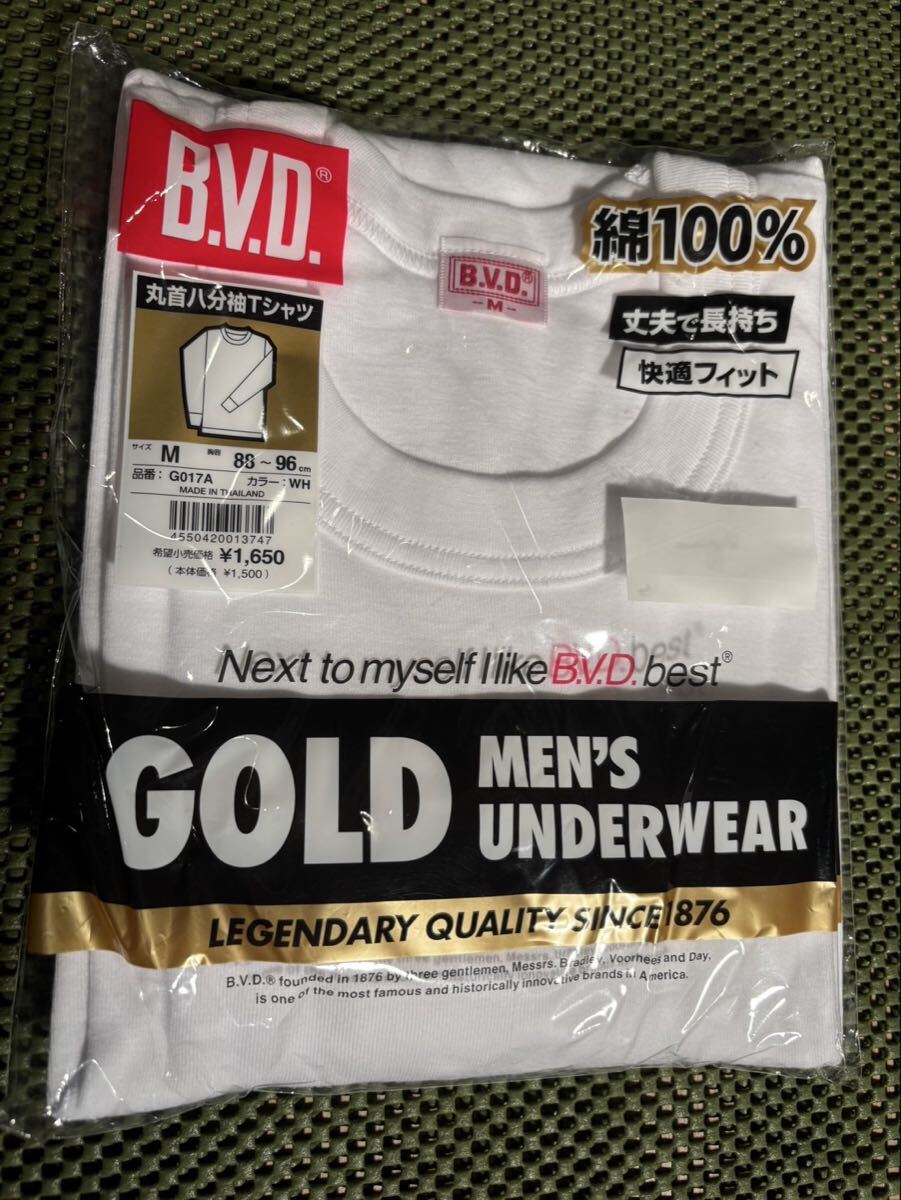 B.V.D.®
丸首八分袖Tシャツ
サイズ M 胸囲 88～96cm
品番：G017A カラー：WH
MADE IN THAILAND
4550420013747
希望小売価格 ¥1,650
（本体価格 ¥1,500）
B.V.D.®
-M-
綿100%
丈夫で長持ち
快適フィット
Next to myself I like B.V.D. best®
GOLD
MEN'S
UNDERWEAR
LEGENDARY QUALITY SINCE 1876
B.V.D.® founded in 1876 by three gentlemen, Messrs. Bradley, Voorhees and Day,
is one of the most famous and historically innovative brands in America.